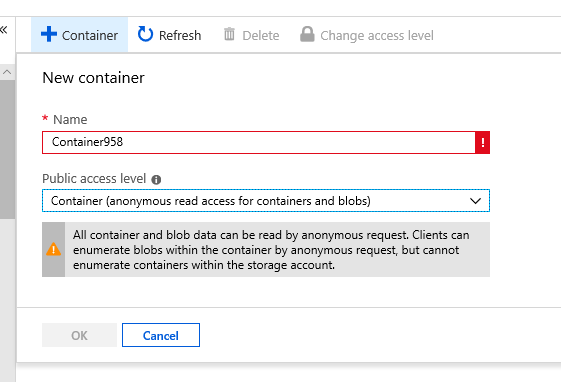 Container Refresh Delete Change access level
New container
* Name
Container958
Public access level
Container (anonymous read access for containers and blobs)
All container and blob data can be read by anonymous request. Clients can
enumerate blobs within the container by anonymous request, but cannot
enumerate containers within the storage account.
OK Cancel